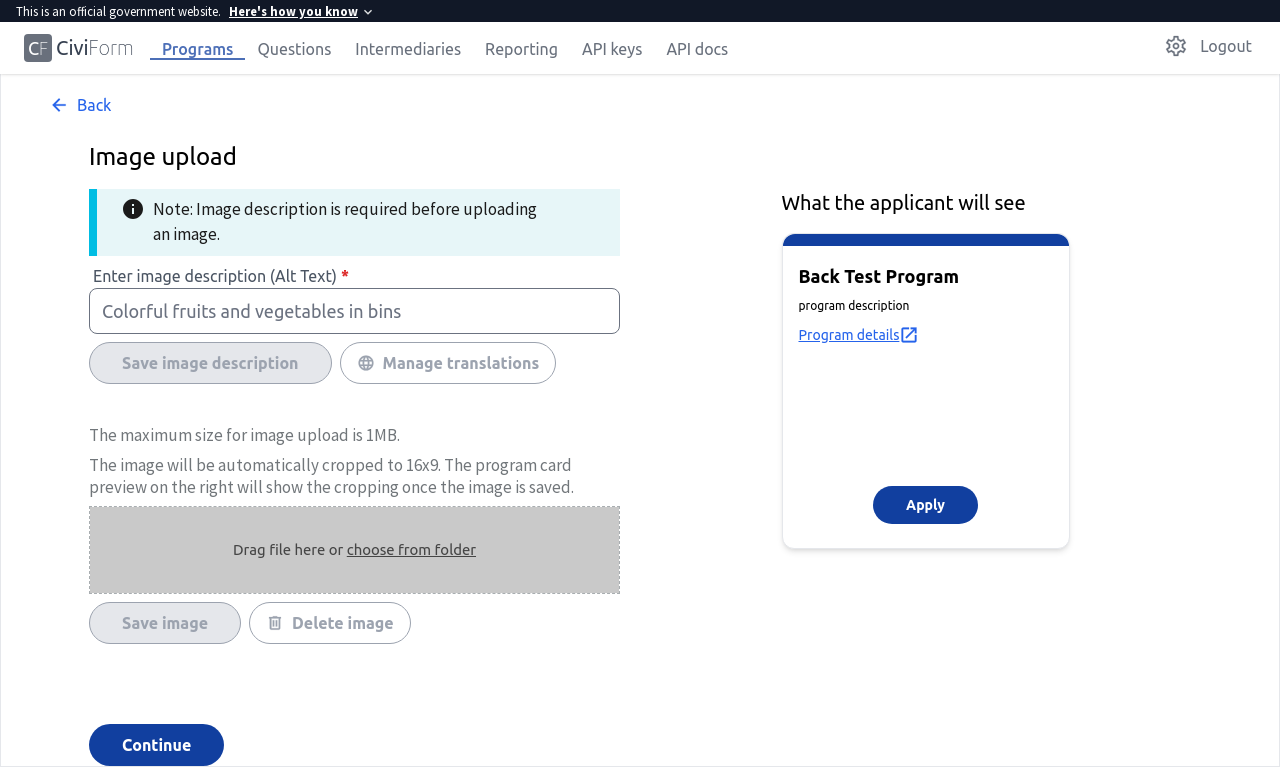 This is an official government website. Here's how you know
CF CiviForm Programs Questions Intermediaries Reporting API keys API docs Logout
Back
Image upload
Note: Image description is required before uploading
an image.
Enter image description (Alt Text) *
Colorful fruits and vegetables in bins
Save image description Manage translations
The maximum size for image upload is 1MB.
The image will be automatically cropped to 16x9. The program card
preview on the right will show the cropping once the image is saved.
Drag file here or choose from folder
Save image Delete image
Continue
What the applicant will see
Back Test Program
program description
Program details
Apply